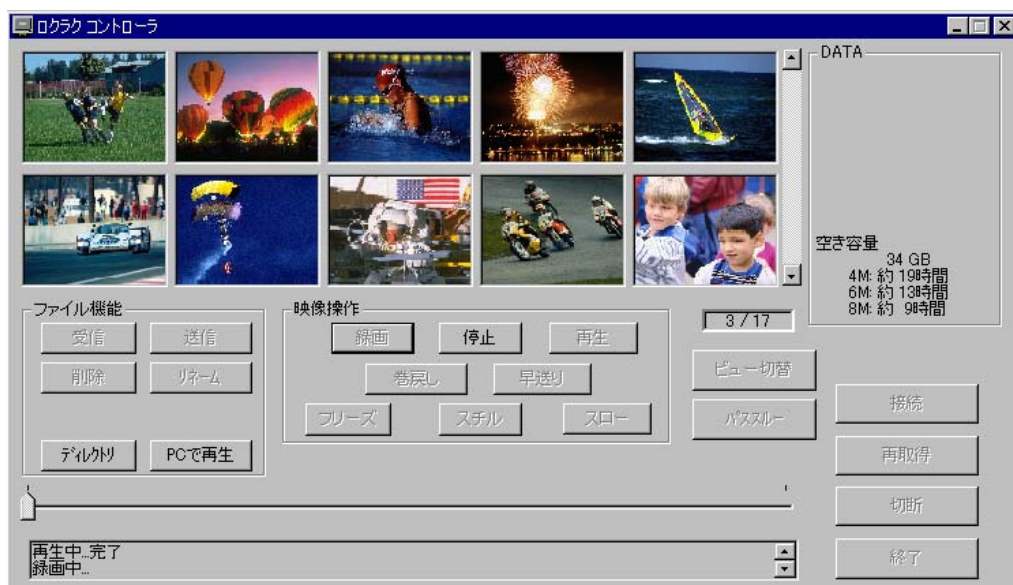 ロクラク コントローラ
DATA
空き容量
34 GB
4M: 約 19時間
6M: 約 13時間
8M: 約 9時間
ファイル機能
受信
送信
削除
リネーム
ディレクトリ
PCで再生
映像操作
録画
停止
再生
巻戻し
早送り
フリーズ
スチル
スロー
3 / 17
ビュー切替
パススルー
接続
再取得
切断
終了
再生中...完了
録画中...